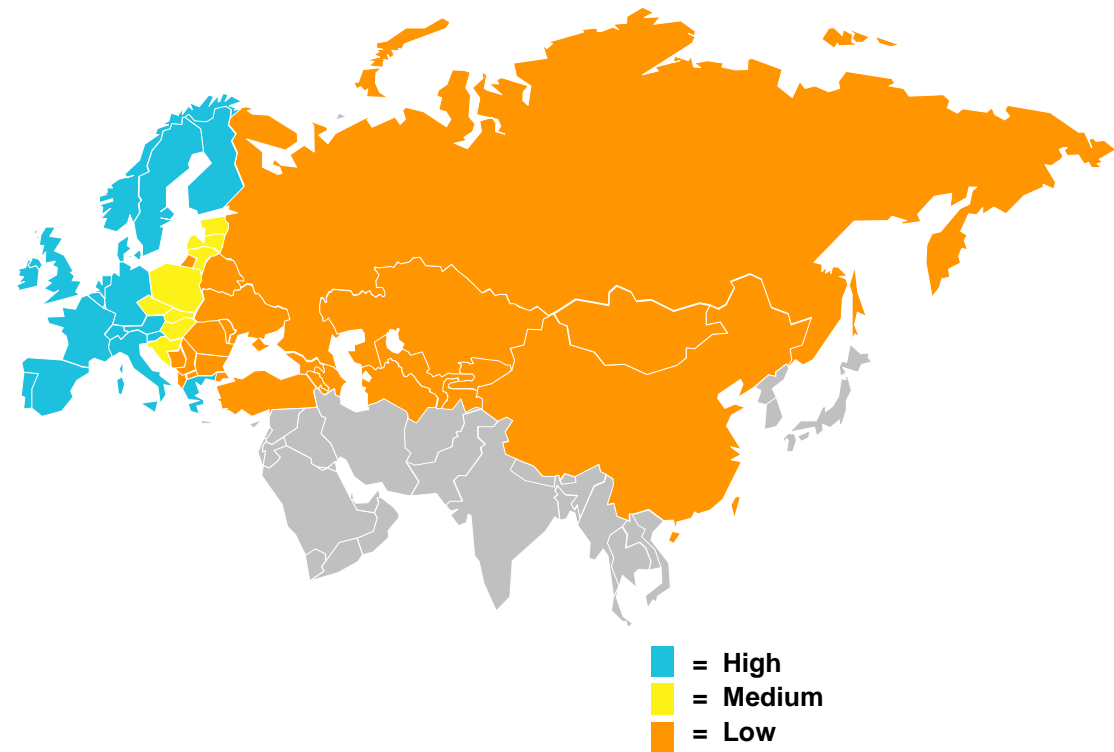 = High
= Medium
= Low